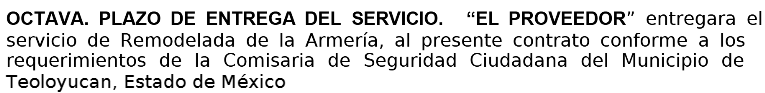 OCTAVA. PLAZO DE ENTREGA DEL SERVICIO. “EL PROVEEDOR” entregara el
servicio de Remodelada de la Armería, al presente contrato conforme a los
requerimientos de la Comisaria de Seguridad Ciudadana del Municipio de
Teoloyucan, Estado de México